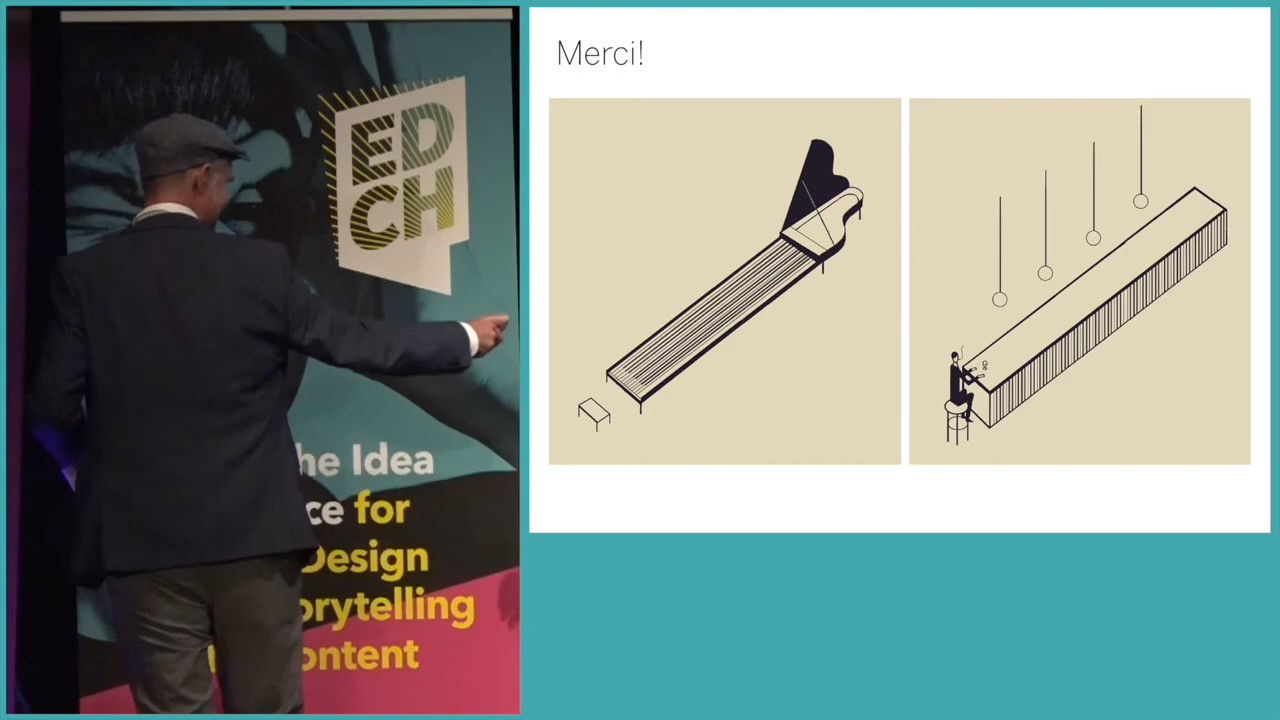 ED
CH
he Idea
ce for
Design
orytelling
ontent
Merci!